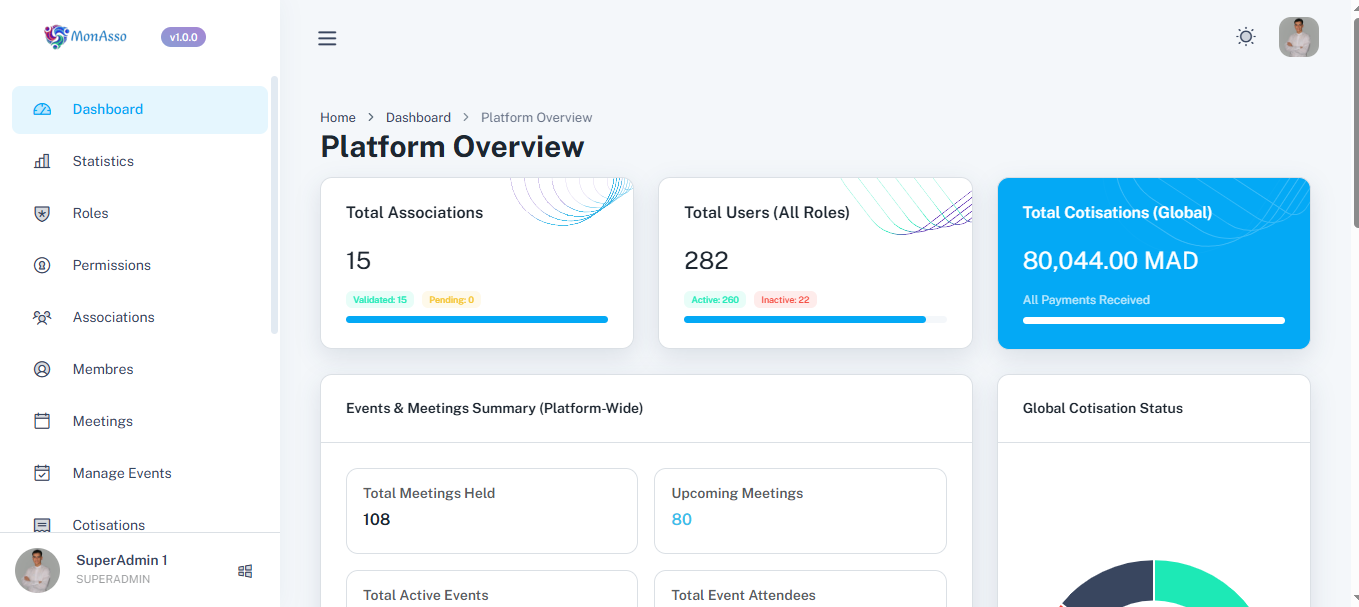 MonAsso
v1.0.0
Dashboard
Statistics
Roles
Permissions
Associations
Membres
Meetings
Manage Events
Cotisations
SuperAdmin 1
SUPERADMIN
Home > Dashboard > Platform Overview
Platform Overview
Total Associations
15
Validated: 15 Pending: 0
Total Users (All Roles)
282
Active: 260 Inactive: 22
Total Cotisations (Global)
80,044.00 MAD
All Payments Received
Events & Meetings Summary (Platform-Wide)
Total Meetings Held
108
Upcoming Meetings
80
Total Active Events
Total Event Attendees
Global Cotisation Status